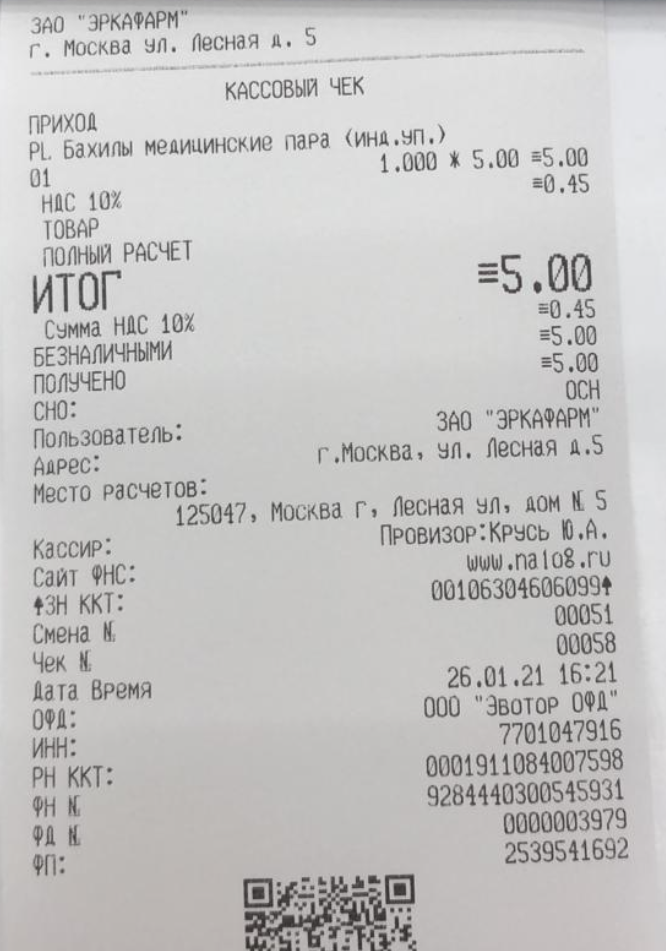 ЗАО "ЭРКАФАРМ"
г. Москва ул. Лесная д. 5
КАССОВЫЙ ЧЕК
ПРИХОД
PL Бахилы медицинские пара (инд.уп.)
01 1.000 * 5.00 ≡5.00
НДС 10% ≡0.45
ТОВАР
ПОЛНЫЙ РАСЧЕТ
ИТОГ ≡5.00
Сумма НДС 10% ≡0.45
БЕЗНАЛИЧНЫМИ ≡5.00
ПОЛУЧЕНО ≡5.00
СНО: ОСН
Пользователь: ЗАО "ЭРКАФАРМ"
Адрес: г.Москва, ул. Лесная д.5
Место расчетов:
125047, Москва г, Лесная ул, дом № 5
Кассир: Провизор:Крусь Ю.А.
Сайт ФНС: www.nalog.ru
↑ЗН ККТ: 00106304606099↑
Смена № 00051
Чек № 00058
Дата Время 26.01.21 16:21
ОФД: ООО "Эвотор ОФД"
ИНН: 7701047916
РН ККТ: 0001911084007598
ФН № 9284440300545931
ФД № 0000003979
ФП: 2539541692